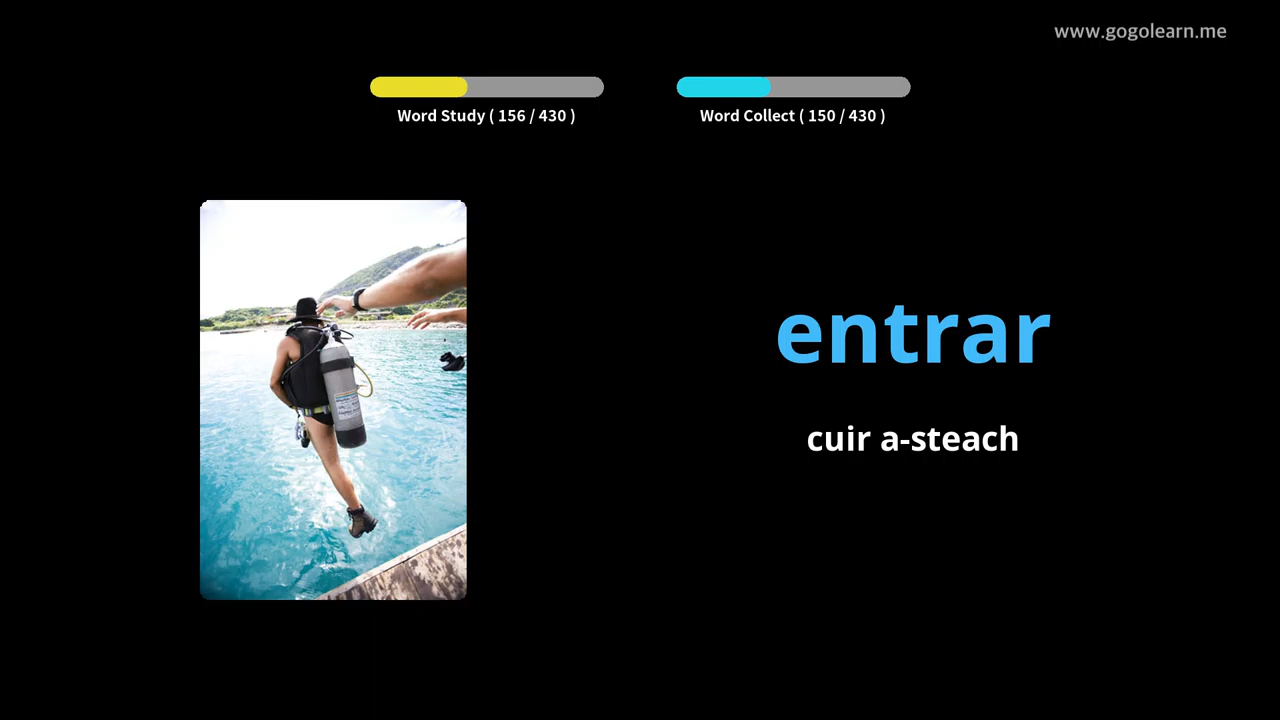 www.gogolearn.me
Word Study ( 156 / 430 )
Word Collect ( 150 / 430 )
entrar
cuir a-steach